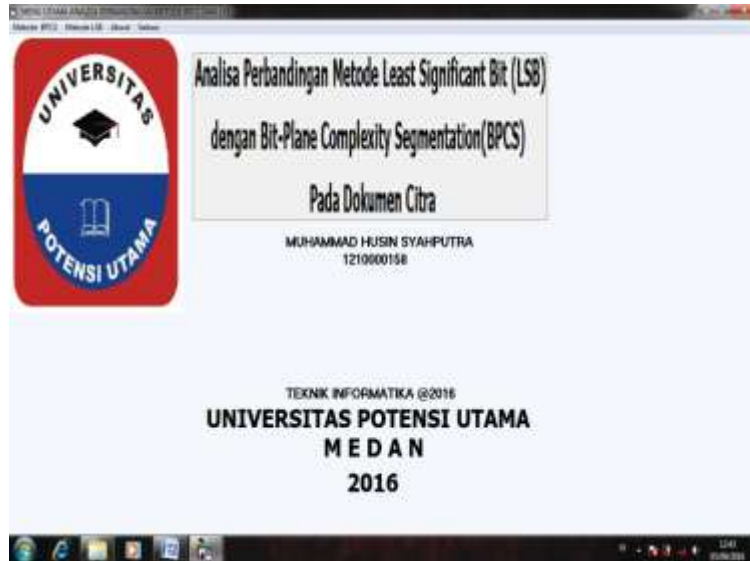 UNIVERSITAS
POTENSI UTAMA
Analisa Perbandingan Metode Least Significant Bit (LSB)
dengan Bit-Plane Complexity Segmentation(BPCS)
Pada Dokumen Citra
MUHAMMAD HUSIN SYAHPUTRA
1210000158
TEKNIK INFORMATIKA @2016
UNIVERSITAS POTENSI UTAMA
M E D A N
2016